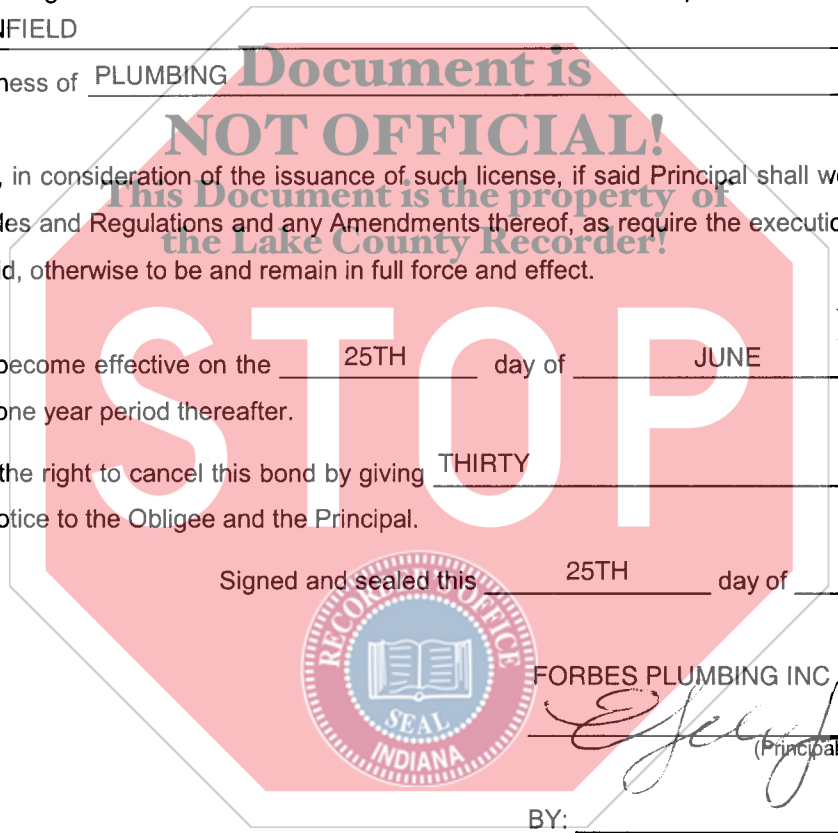 NFIELD
ness of PLUMBING
Document is
NOT OFFICIAL!
, in consideration of the issuance of such license, if said Principal shall we
This Document is the property of
les and Regulations and any Amendments thereof, as require the executio
the Lake County Recorder!
d, otherwise to be and remain in full force and effect.
STOP
become effective on the 25TH day of JUNE
one year period thereafter.
the right to cancel this bond by giving THIRTY
otice to the Obligee and the Principal.
Signed and sealed this 25TH day of
RECORDER'S OFFICE
SEAL
INDIANA
FORBES PLUMBING INC
(Principal
BY: